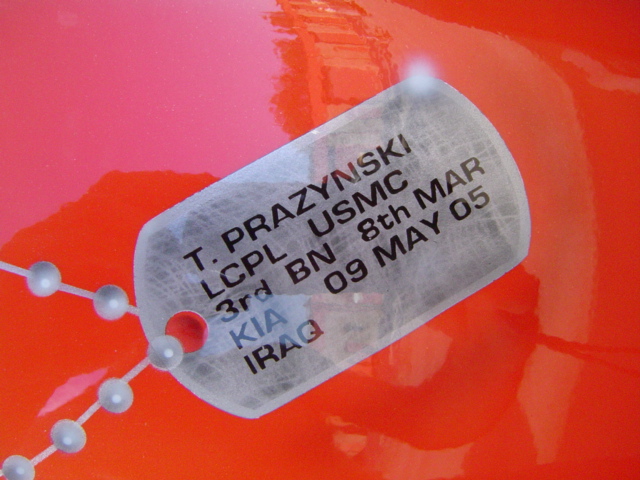 T. PRAZYNSKI
LCPL USMC
3rd BN 8th MAR
KIA 09 MAY 05
IRAQ